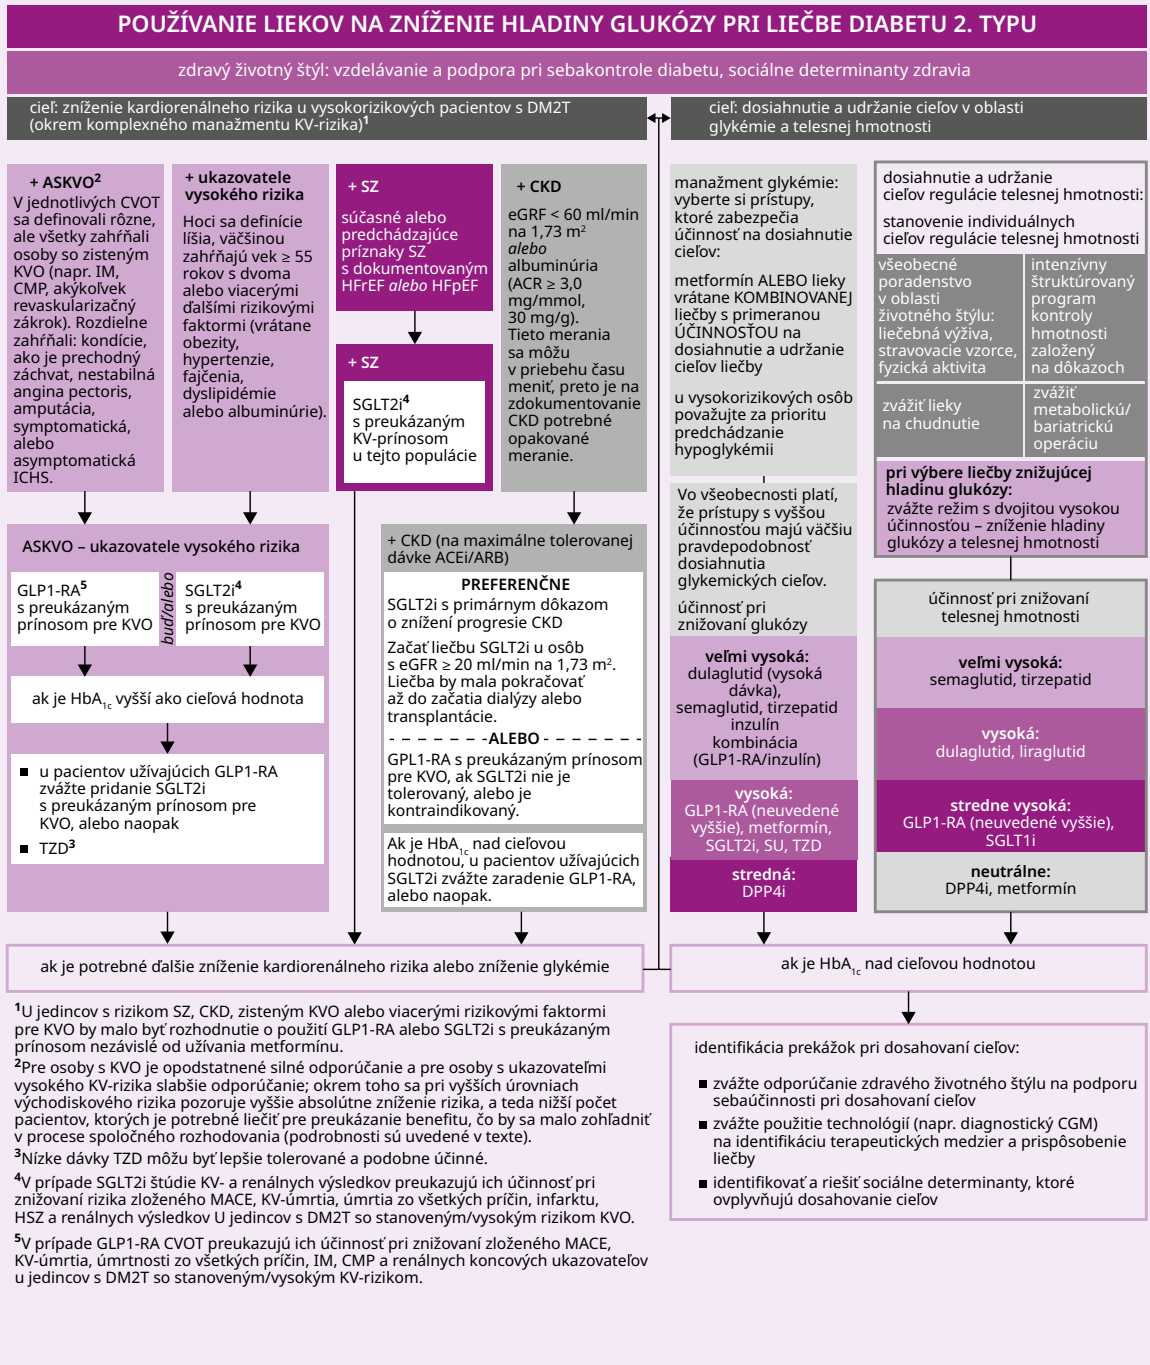 POUŽÍVANIE LIEKOV NA ZNÍŽENIE HLADINY GLUKÓZY PRI LIEČBE DIABETU 2. TYPU
zdravý životný štýl: vzdelávanie a podpora pri sebakontrole diabetu, sociálne determinanty zdravia
cieľ: zníženie kardiorenálneho rizika u vysokorizikových pacientov s DM2T
(okrem komplexného manažmentu KV-rizika)1
cieľ: dosiahnutie a udržanie cieľov v oblasti
glykémie a telesnej hmotnosti
+ ASKVO2
V jednotlivých CVOT
sa definovali rôzne,
ale všetky zahŕňali
osoby so zisteným
KVO (napr. IM,
CMP, akýkoľvek
revaskularizačný
zákrok). Rozdielne
zahŕňali: kondície,
ako je prechodný
záchvat, nestabilná
angina pectoris,
amputácia,
symptomatická,
alebo
asymptomatická
ICHS.
+ ukazovatele
vysokého rizika
Hoci sa definície
líšia, väčšinou
zahŕňajú vek ≥ 55
rokov s dvoma
alebo viacerými
ďalšími rizikovými
faktormi (vrátane
obezity,
hypertenzie,
fajčenia,
dyslipidémie
alebo albuminúrie).
+ SZ
súčasné alebo
predchádzajúce
príznaky SZ
s dokumentovaným
HFrEF alebo HFpEF
+ SZ
SGLT2i4
s preukázaným
KV-prínosom
u tejto populácie
+ CKD
eGRF < 60 ml/min
na 1,73 m2
alebo
albuminúria
(ACR ≥ 3,0
mg/mmol,
30 mg/g).
Tieto merania
sa môžu
v priebehu času
meniť, preto je na
zdokumentovanie
CKD potrebné
opakované
meranie.
ASKVO – ukazovatele vysokého rizika
GLP1-RA5
s preukázaným
prínosom pre KVO
buď/alebo
SGLT2i4
s preukázaným
prínosom pre KVO
ak je HbA1c vyšší ako cieľová hodnota
■ u pacientov užívajúcich GLP1-RA
zvážte pridanie SGLT2i
s preukázaným prínosom pre
KVO, alebo naopak
■ TZD3
+ CKD (na maximálne tolerovanej
dávke ACEi/ARB)
PREFERENČNE
SGLT2i s primárnym dôkazom
o znížení progresie CKD
Začať liečbu SGLT2i u osôb
s eGFR ≥ 20 ml/min na 1,73 m2.
Liečba by mala pokračovať
až do začatia dialýzy alebo
transplantácie.
- - - - - - -ALEBO- - - - - - -
GPL1-RA s preukázaným prínosom
pre KVO, ak SGLT2i nie je
tolerovaný, alebo je
kontraindikovaný.
Ak je HbA1c nad cieľovou
hodnotou, u pacientov užívajúcich
SGLT2i zvážte zaradenie GLP1-RA,
alebo naopak.
ak je potrebné ďalšie zníženie kardiorenálneho rizika alebo zníženie glykémie
manažment glykémie:
vyberte si prístupy,
ktoré zabezpečia
účinnosť na dosiahnutie
cieľov:
metformín ALEBO lieky
vrátane KOMBINOVANEJ
liečby s primeranou
ÚČINNOSŤOU na
dosiahnutie a udržanie
cieľov liečby
u vysokorizikových osôb
považujte za prioritu
predchádzanie
hypoglykémii
Vo všeobecnosti platí,
že prístupy s vyššou
účinnosťou majú väčšiu
pravdepodobnosť
dosiahnutia
glykemických cieľov.
účinnosť pri
znižovaní glukózy
veľmi vysoká:
dulaglutid (vysoká
dávka),
semaglutid, tirzepatid
inzulín
kombinácia
(GLP1-RA/inzulín)
vysoká:
GLP1-RA (neuvedené
vyššie), metformín,
SGLT2i, SU, TZD
stredná:
DPP4i
dosiahnutie a udržanie
cieľov regulácie telesnej hmotnosti:
stanovenie individuálnych
cieľov regulácie telesnej hmotnosti
všeobecné
poradenstvo
v oblasti
životného štýlu:
liečebná výživa,
stravovacie vzorce,
fyzická aktivita
intenzívny
štruktúrovaný
program
kontroly
hmotnosti
založený
na dôkazoch
zvážiť lieky
na chudnutie
zvážiť
metabolickú/
bariatrickú
operáciu
pri výbere liečby znižujúcej
hladinu glukózy:
zvážte režim s dvojitou vysokou
účinnosťou – zníženie hladiny
glukózy a telesnej hmotnosti
účinnosť pri znižovaní
telesnej hmotnosti
veľmi vysoká:
semaglutid, tirzepatid
vysoká:
dulaglutid, liraglutid
stredne vysoká:
GLP1-RA (neuvedené vyššie),
SGLT1i
neutrálne:
DPP4i, metformín
ak je HbA1c nad cieľovou hodnotou
identifikácia prekážok pri dosahovaní cieľov:
■ zvážte odporúčanie zdravého životného štýlu na podporu
sebaúčinnosti pri dosahovaní cieľov
■ zvážte použitie technológií (napr. diagnostický CGM)
na identifikáciu terapeutických medzier a prispôsobenie
liečby
■ identifikovať a riešiť sociálne determinanty, ktoré
ovplyvňujú dosahovanie cieľov
1U jedincov s rizikom SZ, CKD, zisteným KVO alebo viacerými rizikovými faktormi
pre KVO by malo byť rozhodnutie o použití GLP1-RA alebo SGLT2i s preukázaným
prínosom nezávislé od užívania metformínu.
2Pre osoby s KVO je opodstatnené silné odporúčanie a pre osoby s ukazovateľmi
vysokého KV-rizika slabšie odporúčanie; okrem toho sa pri vyšších úrovniach
východiskového rizika pozoruje vyššie absolútne zníženie rizika, a teda nižší počet
pacientov, ktorých je potrebné liečiť pre preukázanie benefitu, čo by sa malo zohľadniť
v procese spoločného rozhodovania (podrobnosti sú uvedené v texte).
3Nízke dávky TZD môžu byť lepšie tolerované a podobne účinné.
4V prípade SGLT2i štúdie KV- a renálnych výsledkov preukazujú ich účinnosť pri
znižovaní rizika zloženého MACE, KV-úmrtia, úmrtia zo všetkých príčin, infarktu,
HSZ a renálnych výsledkov U jedincov s DM2T so stanoveným/vysokým rizikom KVO.
5V prípade GLP1-RA CVOT preukazujú ich účinnosť pri znižovaní zloženého MACE,
KV-úmrtia, úmrtnosti zo všetkých príčin, IM, CMP a renálnych koncových ukazovateľov
u jedincov s DM2T so stanoveným/vysokým KV-rizikom.